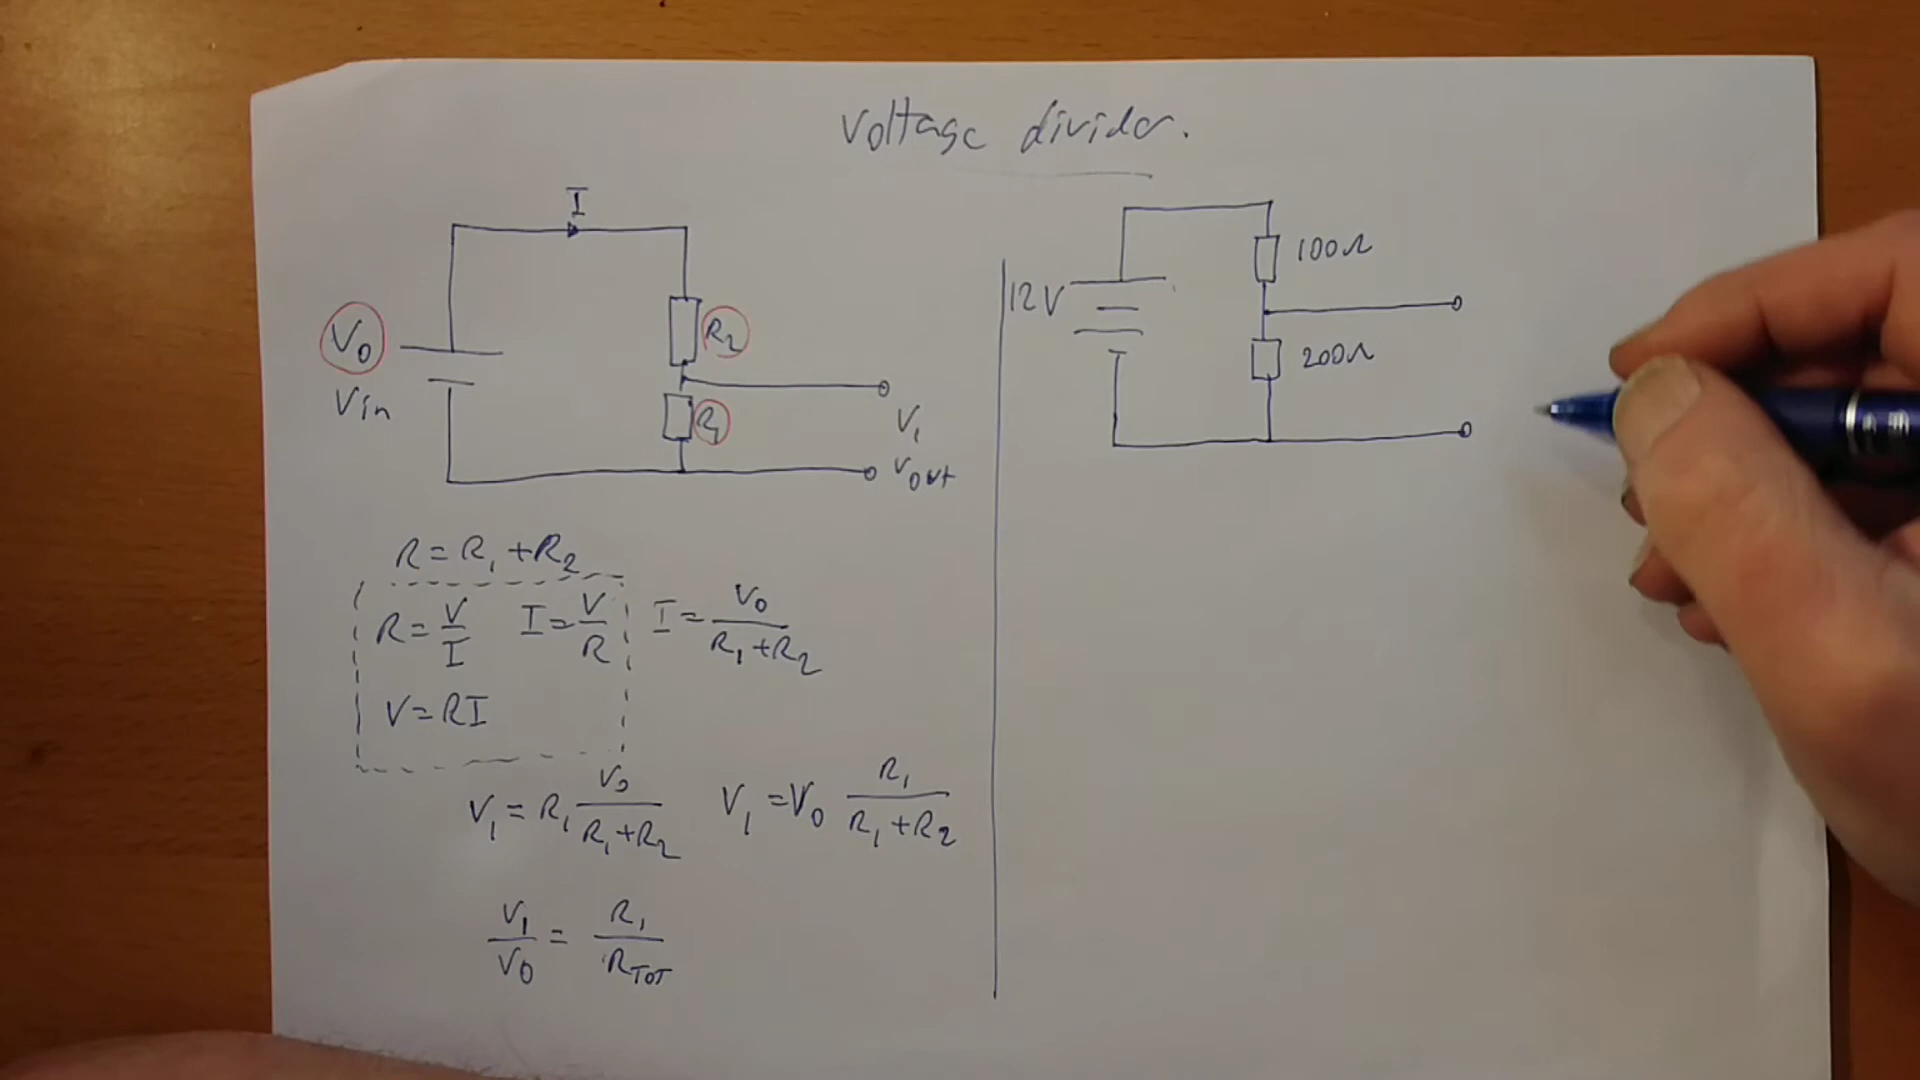 Voltage divider.
I
V0
Vin
R2
R1
V1
Vout
R = R1 + R2
R = V/I I = V/R I = V0/(R1 + R2)
V = RI
V1 = R1 V0/(R1 + R2) V1 = V0 R1/(R1 + R2)
V1/V0 = R1/RTOT
12V
100Ω
200Ω